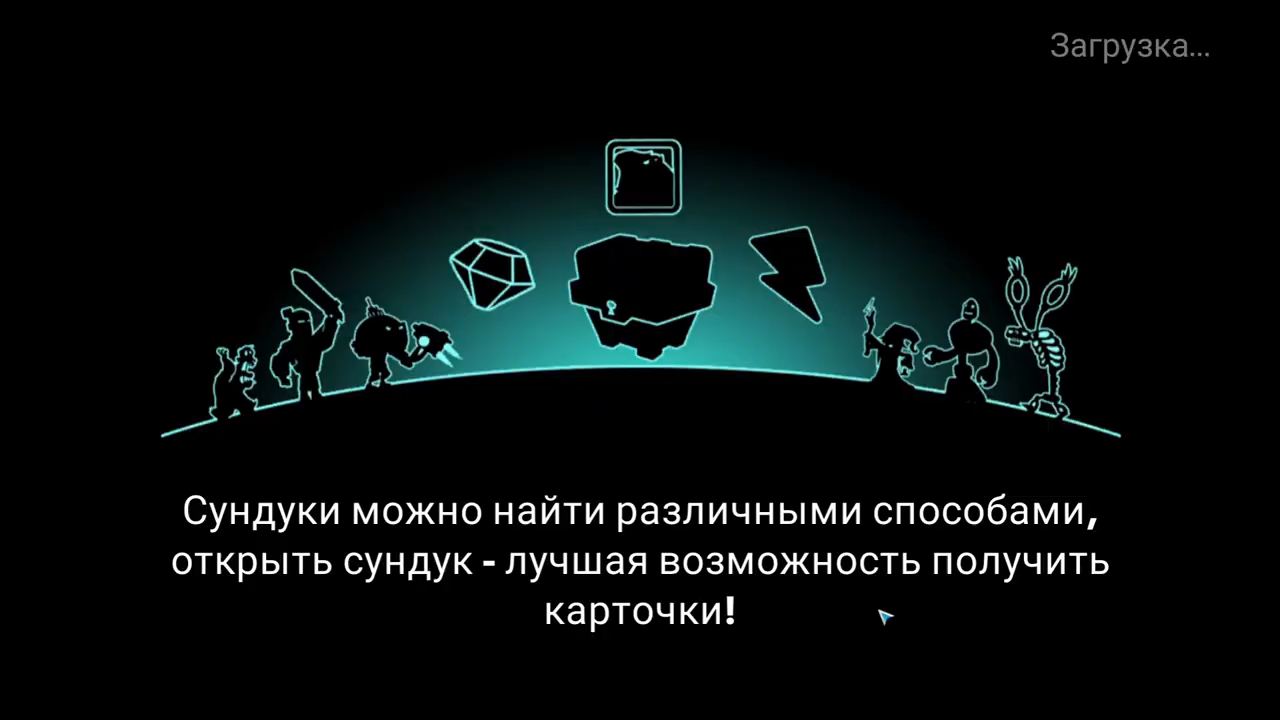 Загрузка...
Сундуки можно найти различными способами,
открыть сундук - лучшая возможность получить
карточки!